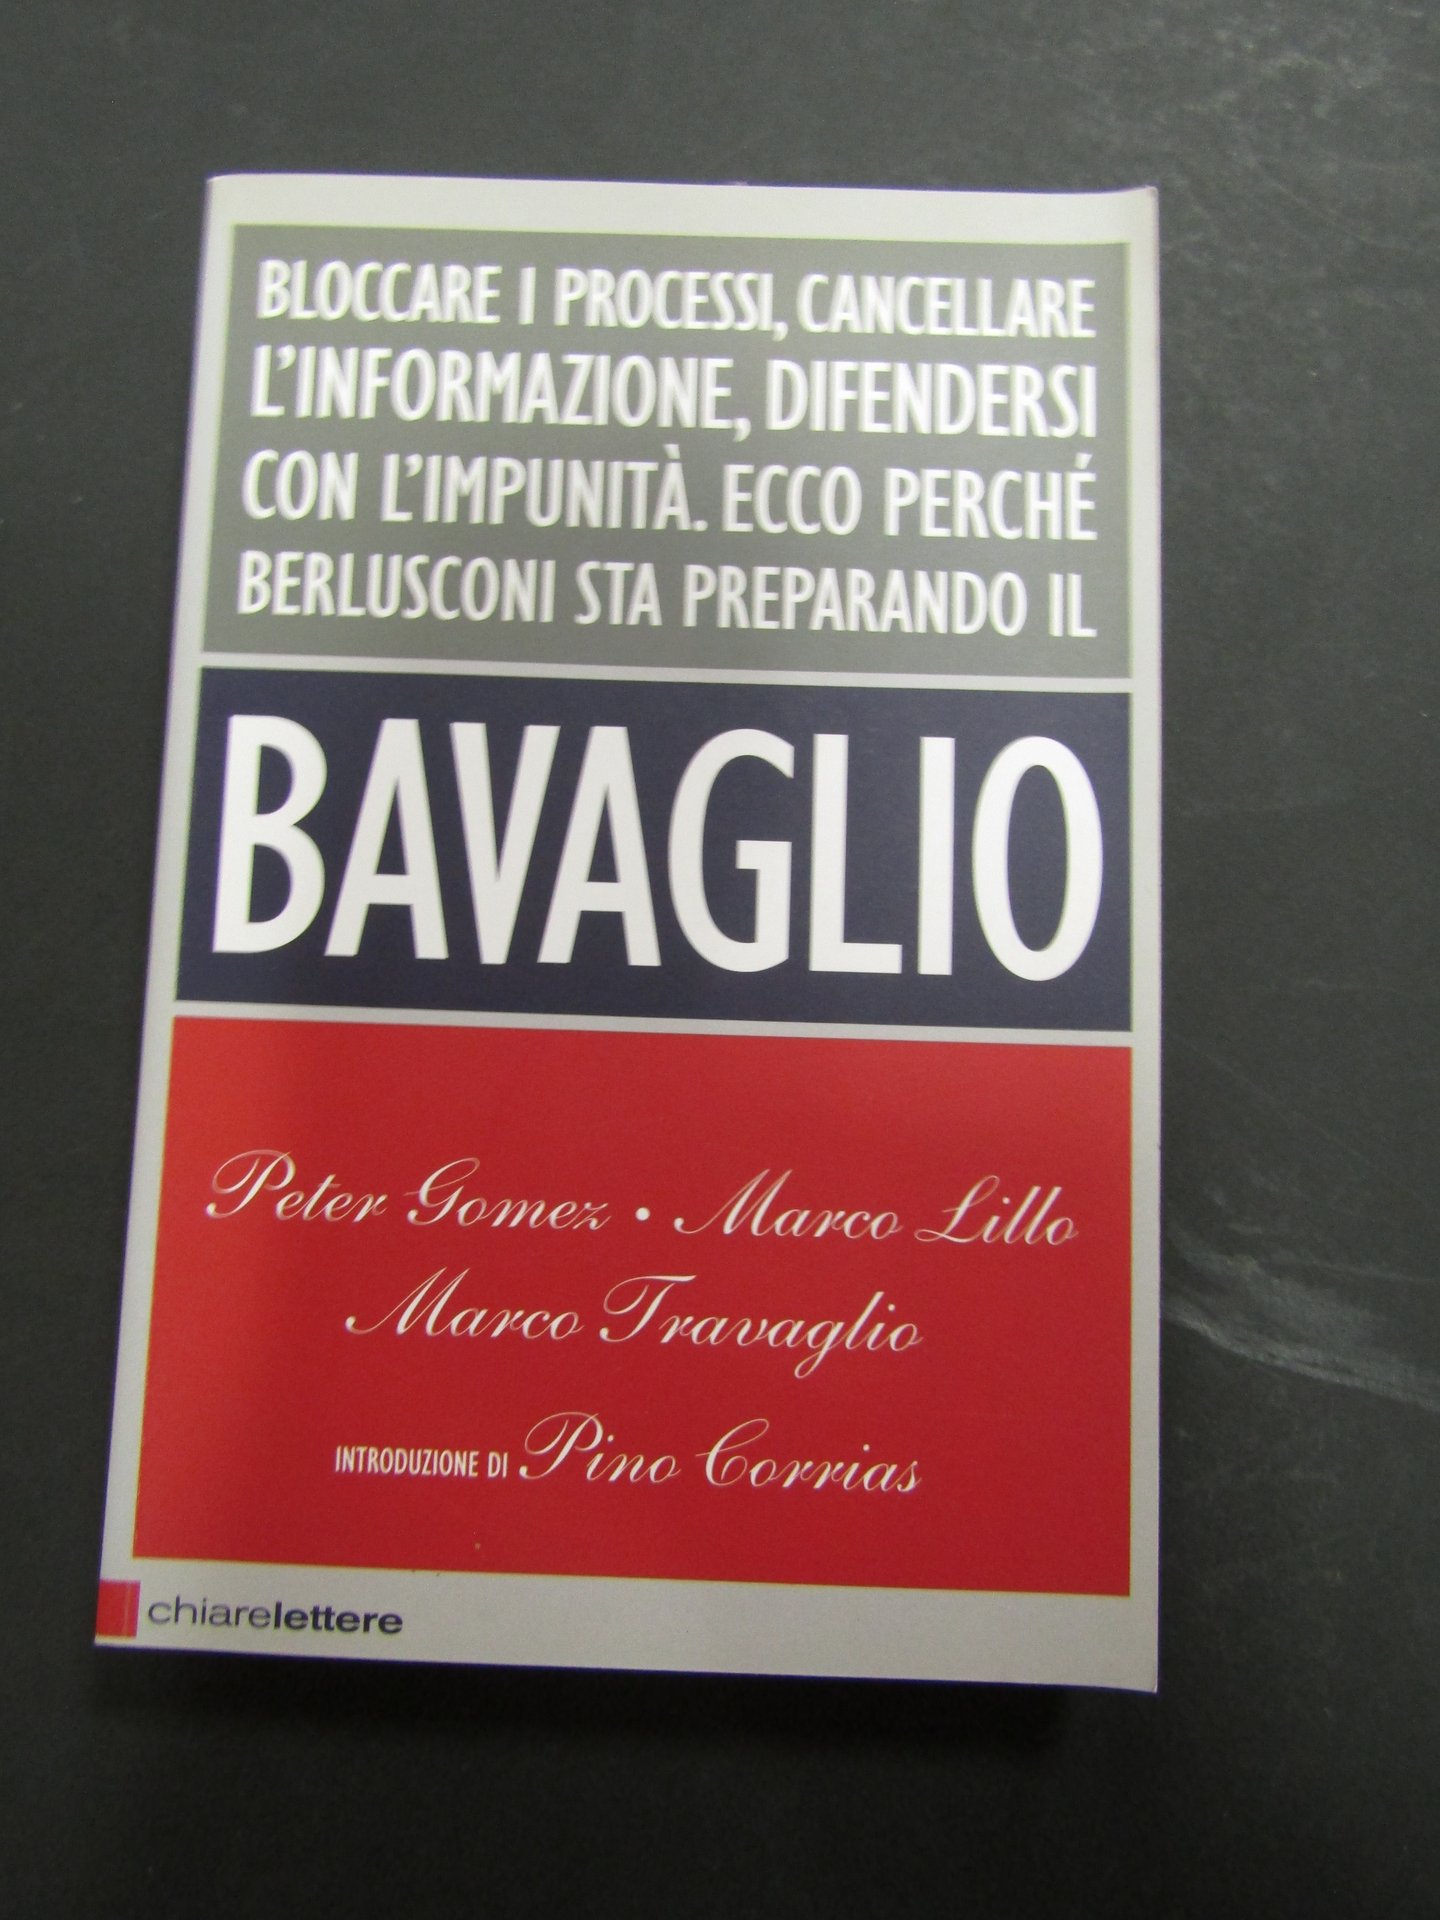 BLOCCARE I PROCESSI, CANCELLARE
L'INFORMAZIONE, DIFENDERSI
CON L'IMPUNITÀ. ECCO PERCHÉ
BERLUSCONI STA PREPARANDO IL
BAVAGLIO
Peter Gomez • Marco Lillo
Marco Travaglio
INTRODUZIONE DI Pino Corrias
chiarelettere